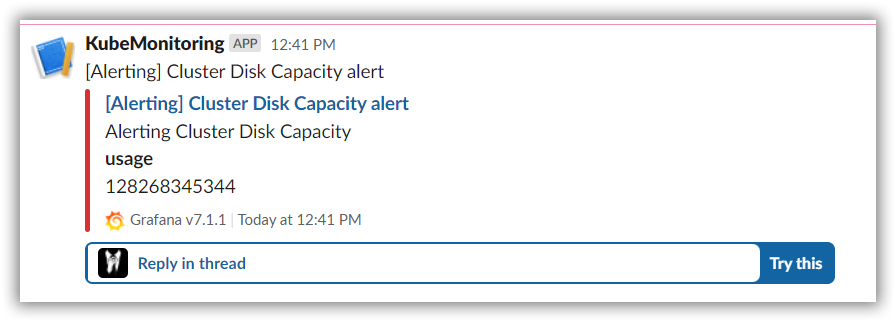 KubeMonitoring APP 12:41 PM
[Alerting] Cluster Disk Capacity alert
[Alerting] Cluster Disk Capacity alert
Alerting Cluster Disk Capacity
usage
128268345344
Grafana v7.1.1 | Today at 12:41 PM
Reply in thread Try this